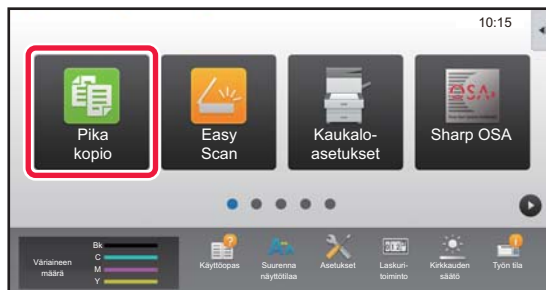 10:15
Pika
kopio
Easy
Scan
Kaukalo-
asetukset
Sharp OSA
Väriaineen
määrä
Bk
C
M
Y
Käyttöopas
Suurenna
näyttötilaa
Asetukset
Laskuri-
toiminto
Kirkkauden
säätö
Työn tila